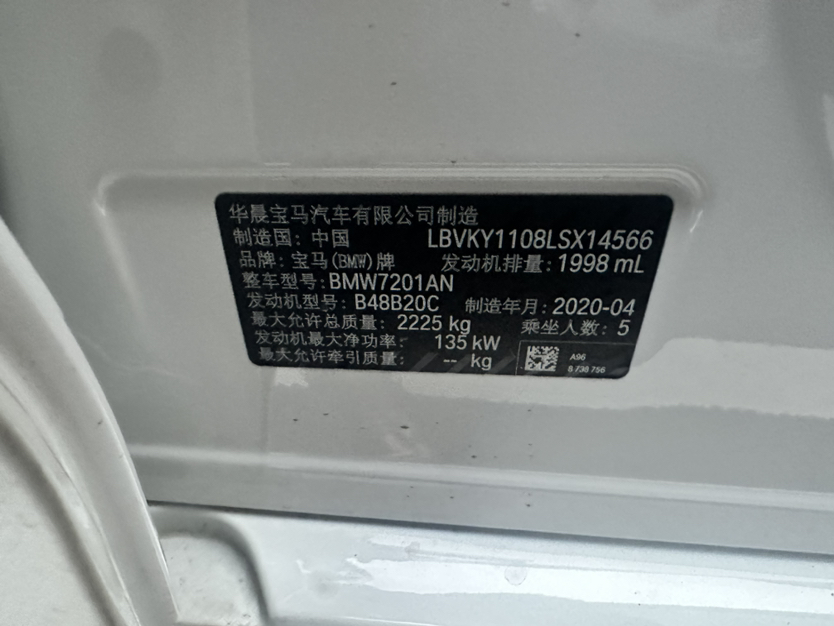 华晨宝马汽车有限公司制造
制造国: 中国 LBVKY1108LSX14566
品牌: 宝马(BMW)牌 发动机排量: 1998 mL
整车型号: BMW7201AN
发动机型号: B48B20C 制造年月: 2020-04
最大允许总质量: 2225 kg 乘坐人数: 5
发动机最大净功率: 135 kW
最大允许牵引质量: -- kg
A96
8 738 756